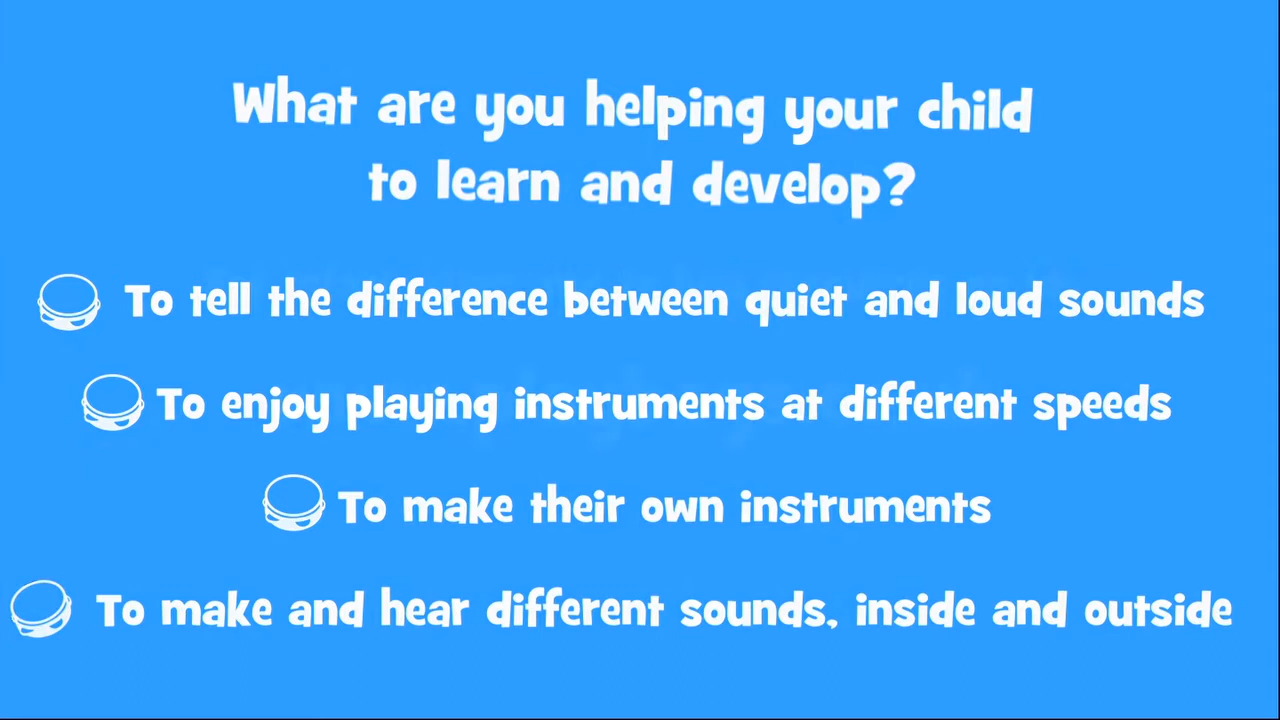 What are you helping your child
to learn and develop?
To tell the difference between quiet and loud sounds
To enjoy playing instruments at different speeds
To make their own instruments
To make and hear different sounds, inside and outside